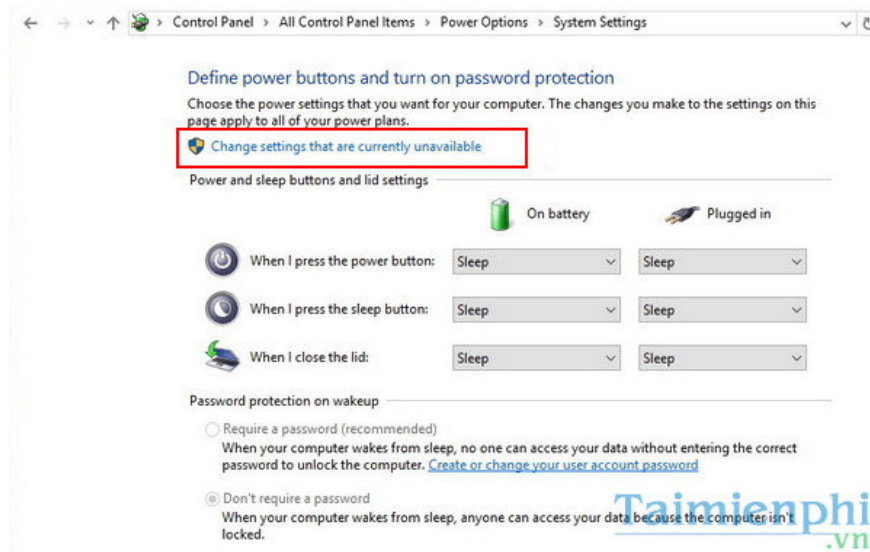 Control Panel > All Control Panel Items > Power Options > System Settings
Define power buttons and turn on password protection
Choose the power settings that you want for your computer. The changes you make to the settings on this
page apply to all of your power plans.
Change settings that are currently unavailable
Power and sleep buttons and lid settings
On battery Plugged in
When I press the power button: Sleep Sleep
When I press the sleep button: Sleep Sleep
When I close the lid: Sleep Sleep
Password protection on wakeup
Require a password (recommended)
When your computer wakes from sleep, no one can access your data without entering the correct
password to unlock the computer. Create or change your user account password
Don't require a password
When your computer wakes from sleep, anyone can access your data because the computer isn't
locked.
Taimienphi
.vn